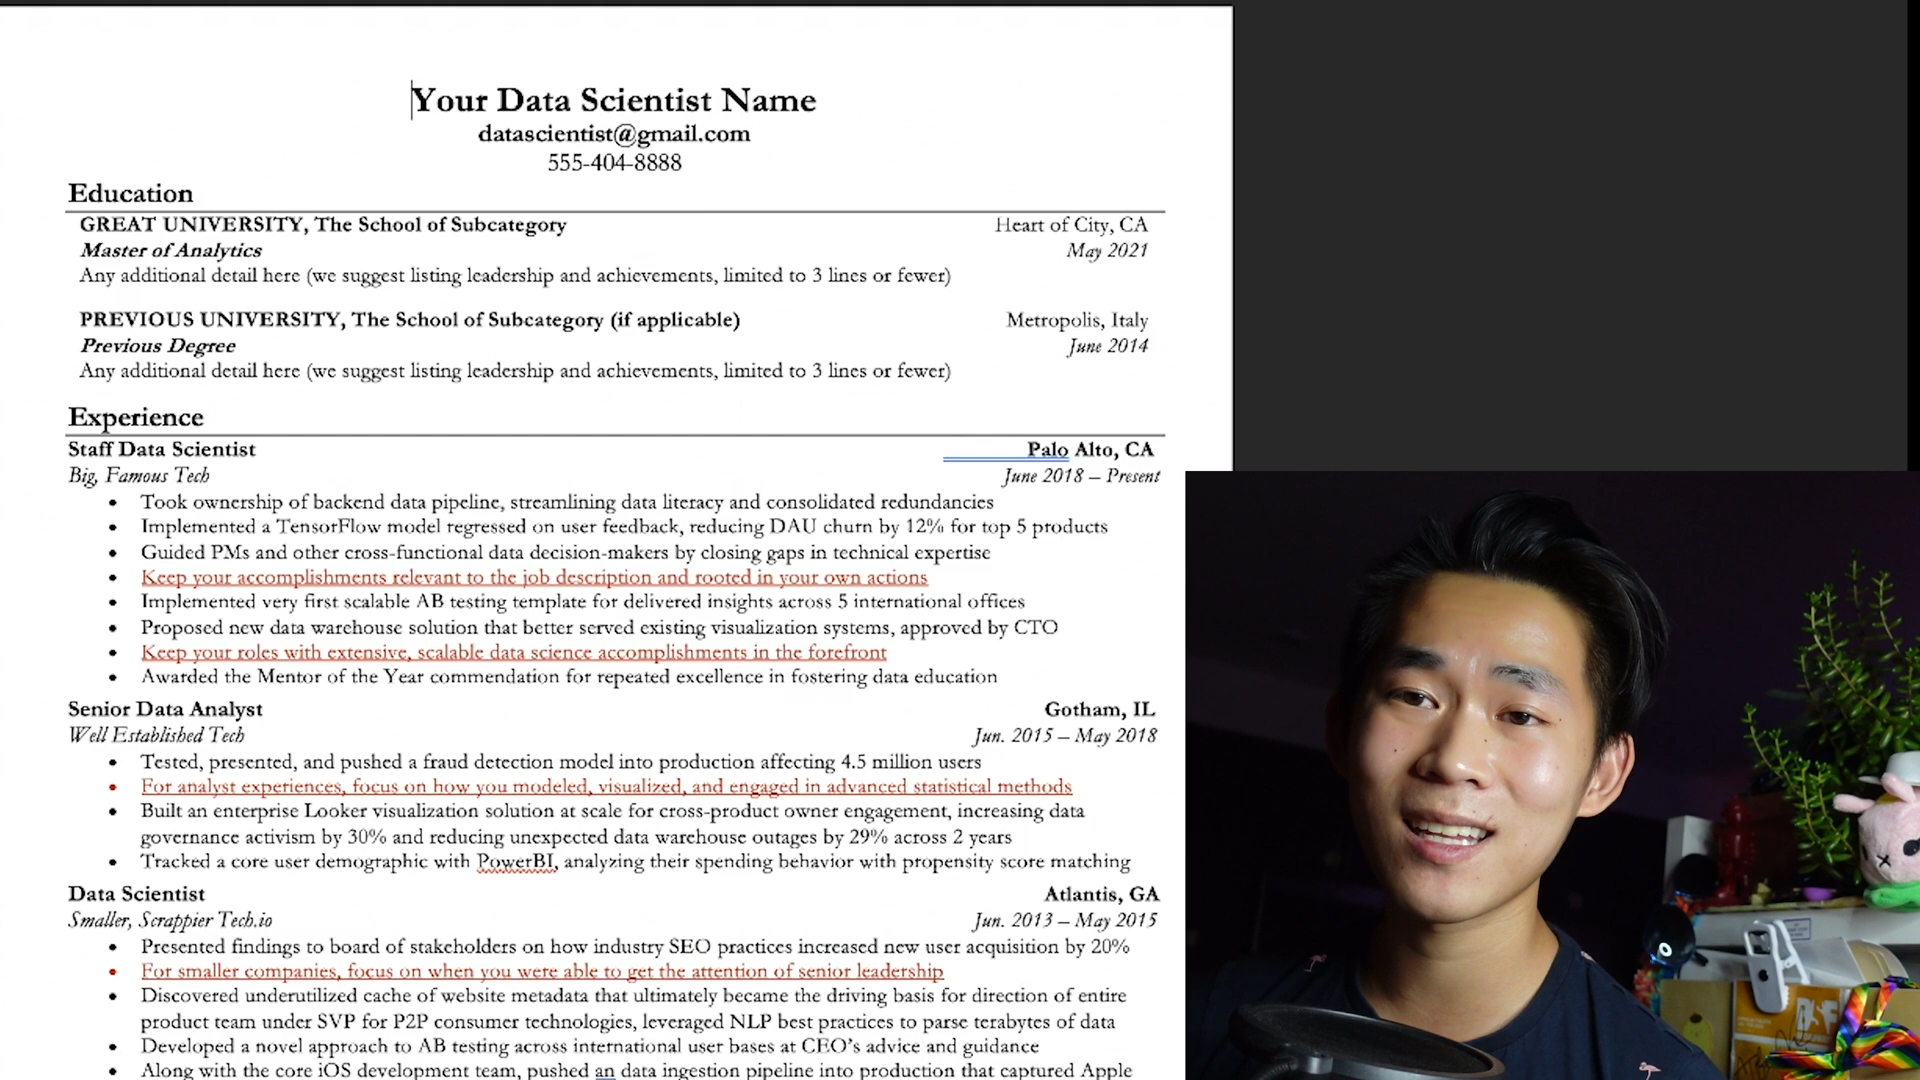 Your Data Scientist Name
datascientist@gmail.com
555-404-8888
Education
GREAT UNIVERSITY, The School of Subcategory Heart of City, CA
Master of Analytics May 2021
Any additional detail here (we suggest listing leadership and achievements, limited to 3 lines or fewer)
PREVIOUS UNIVERSITY, The School of Subcategory (if applicable) Metropolis, Italy
Previous Degree June 2014
Any additional detail here (we suggest listing leadership and achievements, limited to 3 lines or fewer)
Experience
Staff Data Scientist Palo Alto, CA
Big, Famous Tech June 2018 – Present
• Took ownership of backend data pipeline, streamlining data literacy and consolidated redundancies
• Implemented a TensorFlow model regressed on user feedback, reducing DAU churn by 12% for top 5 products
• Guided PMs and other cross-functional data decision-makers by closing gaps in technical expertise
• Keep your accomplishments relevant to the job description and rooted in your own actions
• Implemented very first scalable AB testing template for delivered insights across 5 international offices
• Proposed new data warehouse solution that better served existing visualization systems, approved by CTO
• Keep your roles with extensive, scalable data science accomplishments in the forefront
• Awarded the Mentor of the Year commendation for repeated excellence in fostering data education
Senior Data Analyst Gotham, IL
Well Established Tech Jun. 2015 – May 2018
• Tested, presented, and pushed a fraud detection model into production affecting 4.5 million users
• For analyst experiences, focus on how you modeled, visualized, and engaged in advanced statistical methods
• Built an enterprise Looker visualization solution at scale for cross-product owner engagement, increasing data
governance activism by 30% and reducing unexpected data warehouse outages by 29% across 2 years
• Tracked a core user demographic with PowerBI, analyzing their spending behavior with propensity score matching
Data Scientist Atlantis, GA
Smaller, Scrappier Tech.io Jun. 2013 – May 2015
• Presented findings to board of stakeholders on how industry SEO practices increased new user acquisition by 20%
• For smaller companies, focus on when you were able to get the attention of senior leadership
• Discovered underutilized cache of website metadata that ultimately became the driving basis for direction of entire
product team under SVP for P2P consumer technologies, leveraged NLP best practices to parse terabytes of data
• Developed a novel approach to AB testing across international user bases at CEO's advice and guidance
• Along with the core iOS development team, pushed an data ingestion pipeline into production that captured Apple